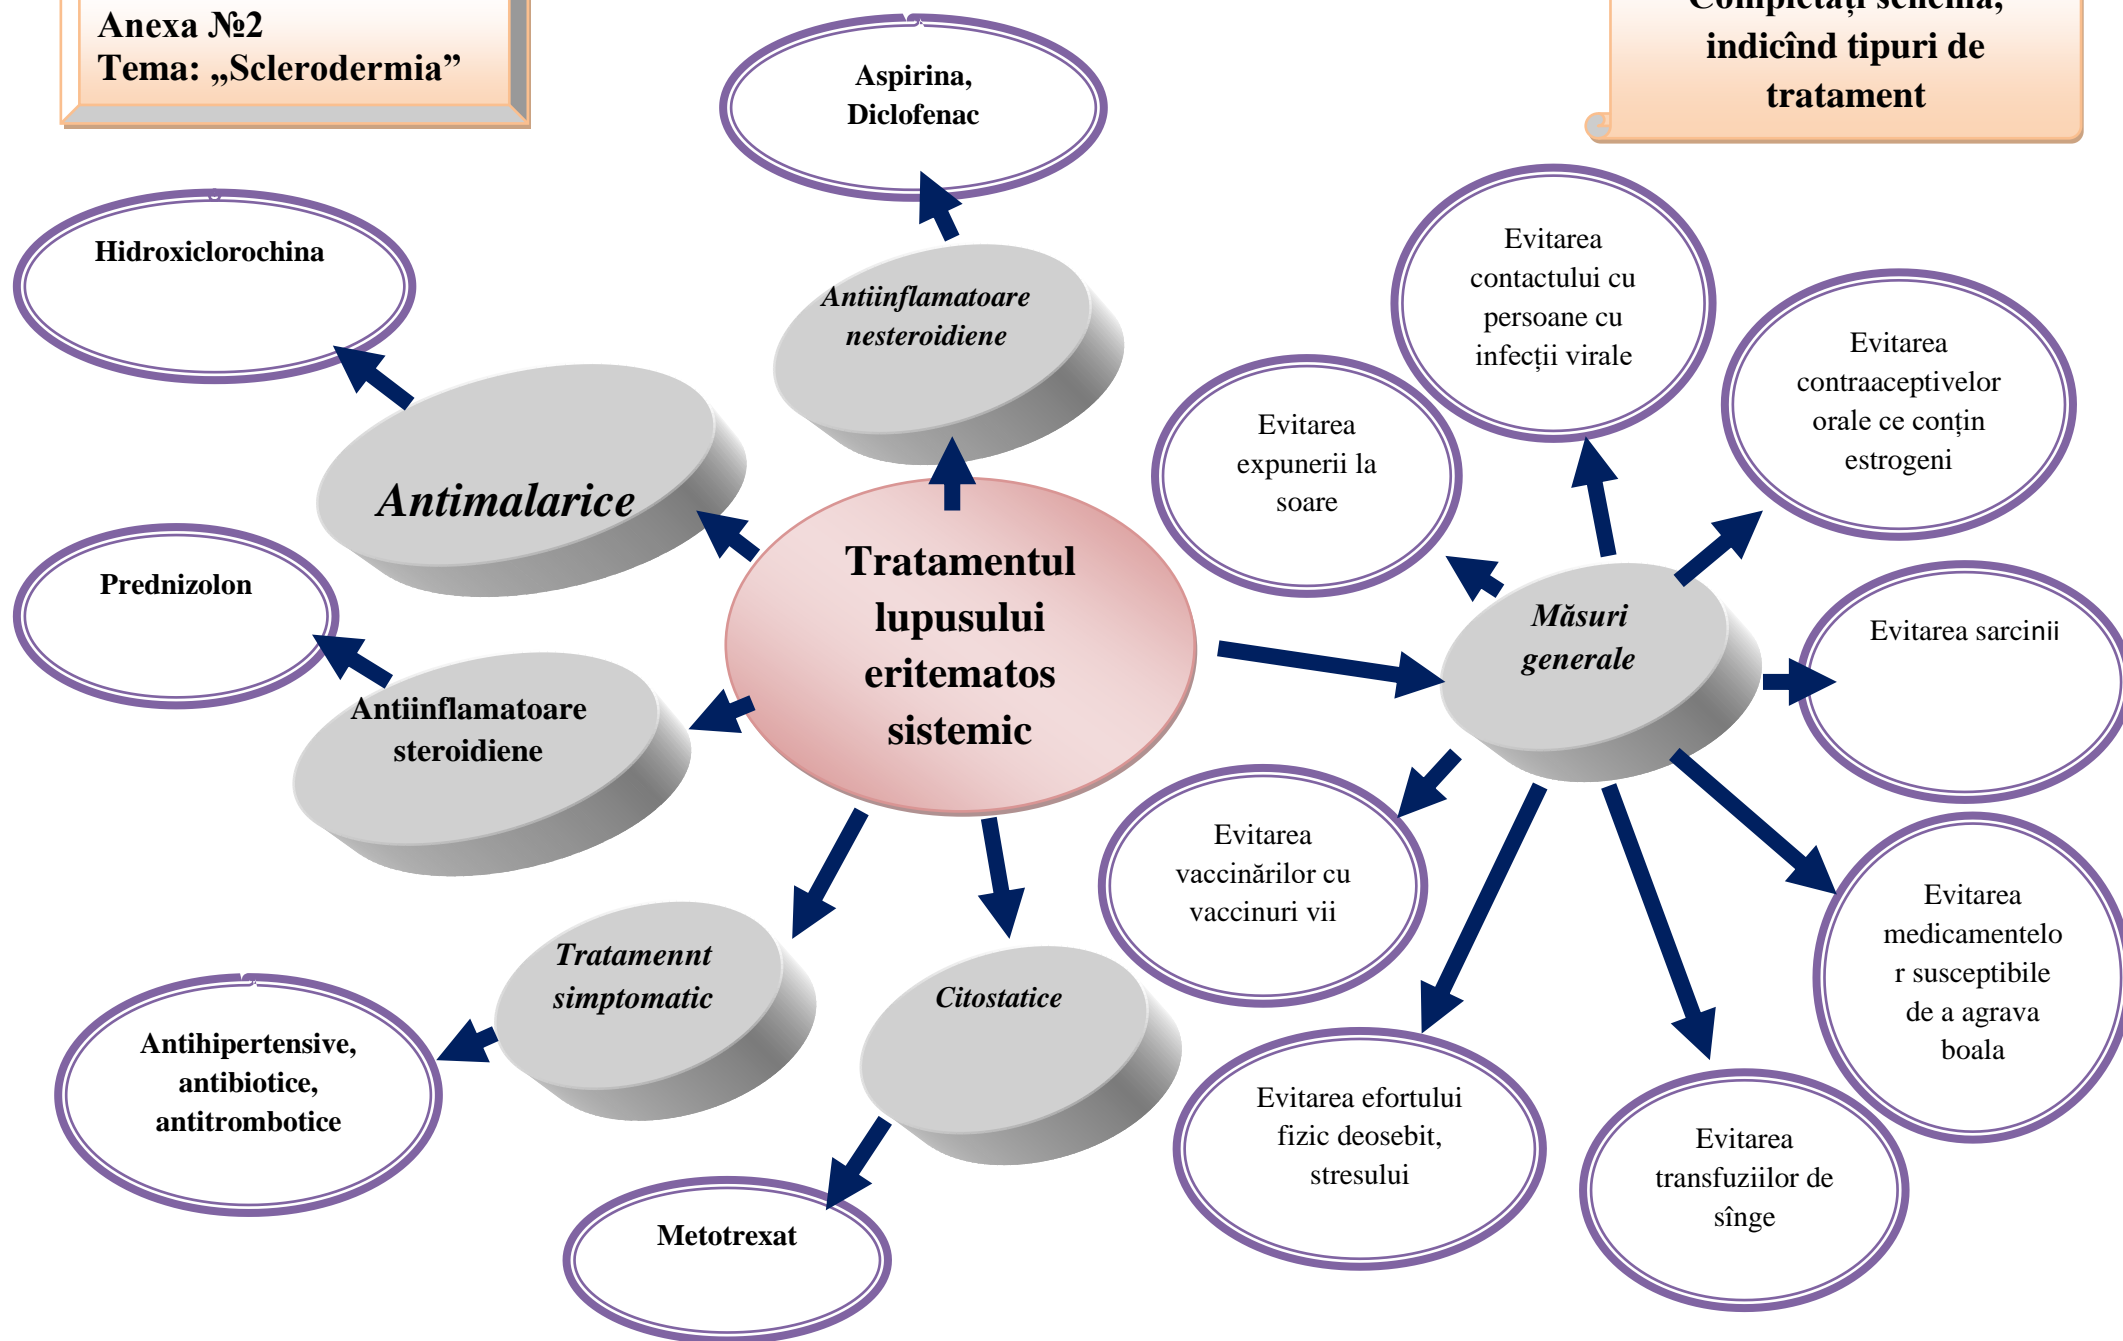 Anexa №2
Tema: „Sclerodermia”
Completați schema,
indicînd tipuri de
tratament
Aspirina,
Diclofenac
Hidroxiclorochina
Antiinflamatoare
nesteroidiene
Evitarea
contactului cu
persoane cu
infecții virale
Evitarea
contraaceptivelor
orale ce conțin
estrogeni
Evitarea
expunerii la
soare
Antimalarice
Prednizolon
Tratamentul
lupusului
eritematos
sistemic
Măsuri
generale
Evitarea sarcinii
Antiinflamatoare
steroidiene
Evitarea
vaccinărilor cu
vaccinuri vii
Evitarea
medicamentelo
r susceptibile
de a agrava
boala
Tratamennt
simptomatic
Citostatice
Antihipertensive,
antibiotice,
antitrombotice
Evitarea efortului
fizic deosebit,
stresului
Evitarea
transfuziilor de
sînge
Metotrexat